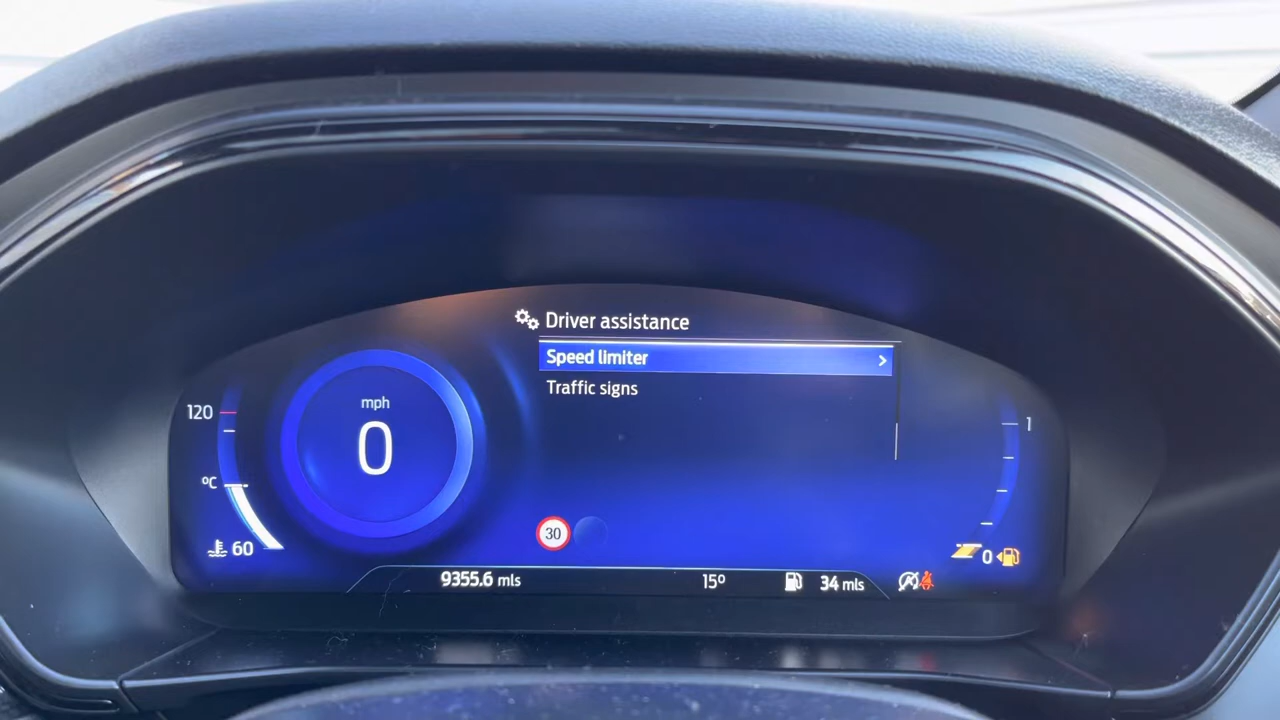 Driver assistance
Speed limiter
Traffic signs
120
mph
0
°C
60
1
0
30
9355.6 mls
15°
34 mls